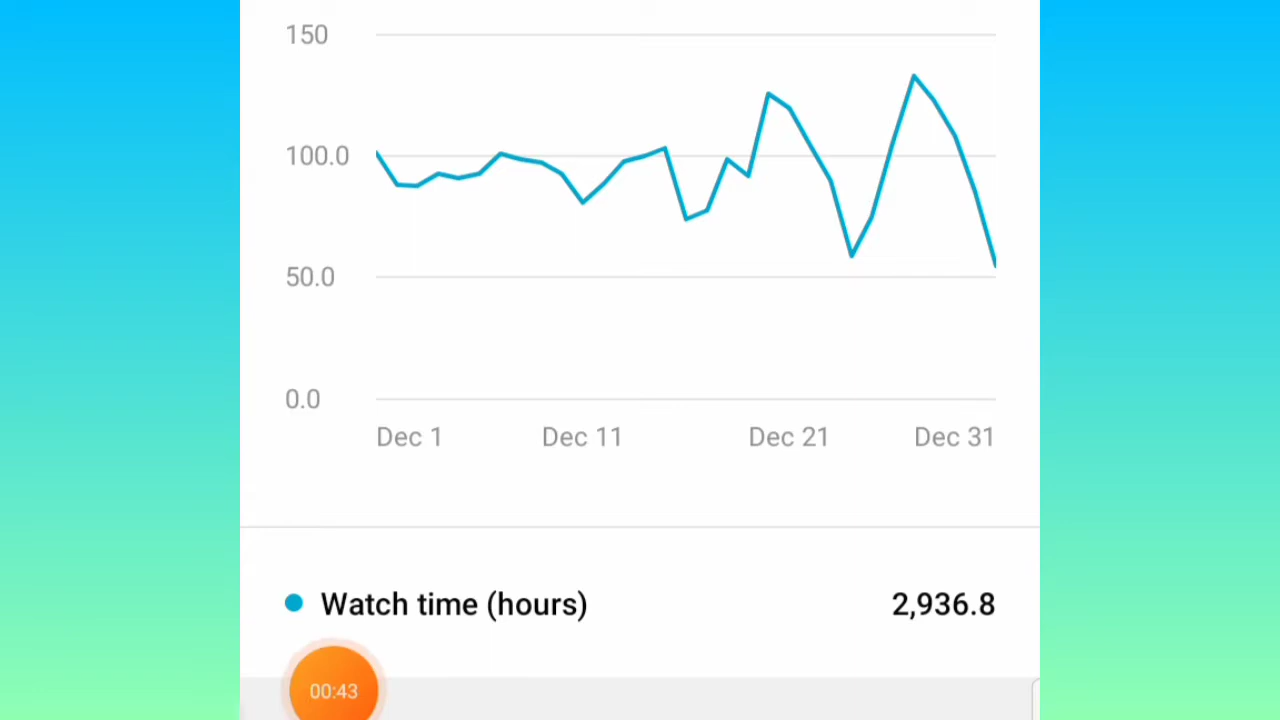 150
100.0
50.0
0.0
Dec 1 Dec 11 Dec 21 Dec 31
Watch time (hours) 2,936.8
00:43